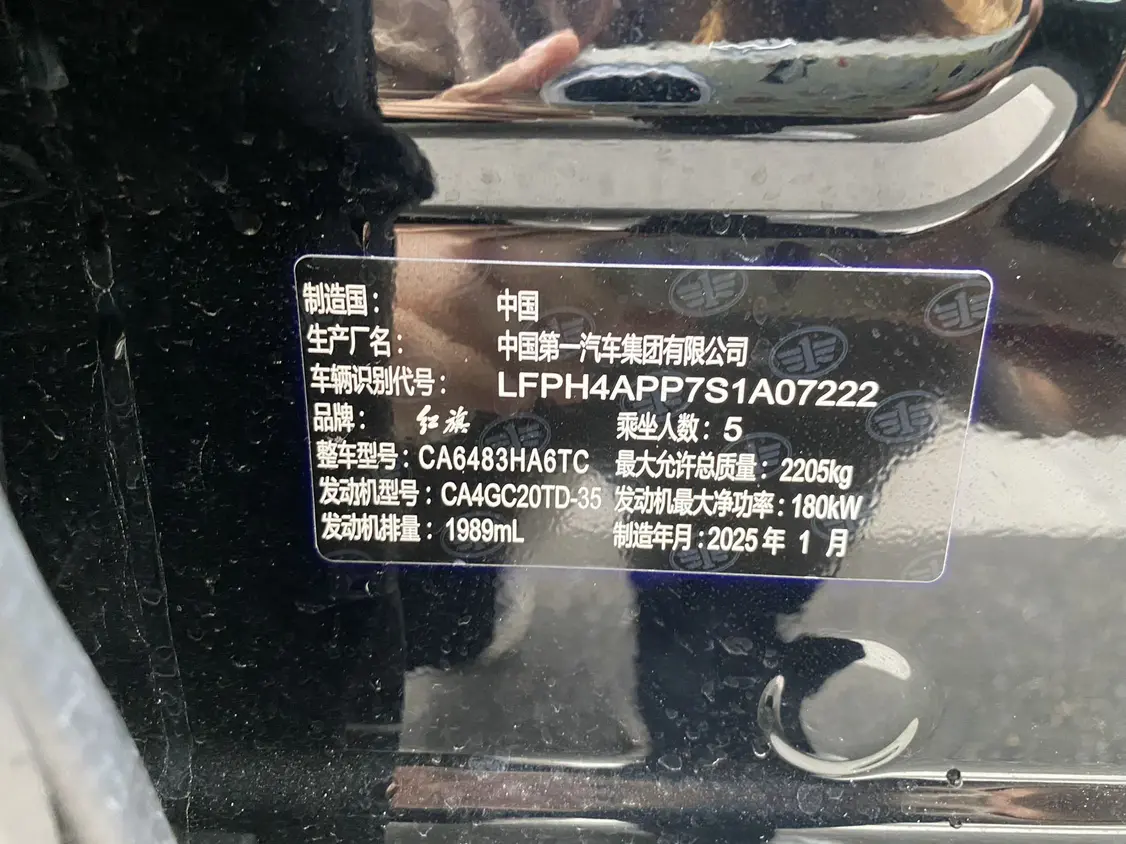 制造国： 中国
生产厂名： 中国第一汽车集团有限公司
车辆识别代号： LFPH4APP7S1A07222
品牌： 红旗 乘坐人数：5
整车型号：CA6483HA6TC 最大允许总质量：2205kg
发动机型号：CA4GC20TD-35 发动机最大净功率：180kW
发动机排量：1989mL 制造年月：2025年 1 月